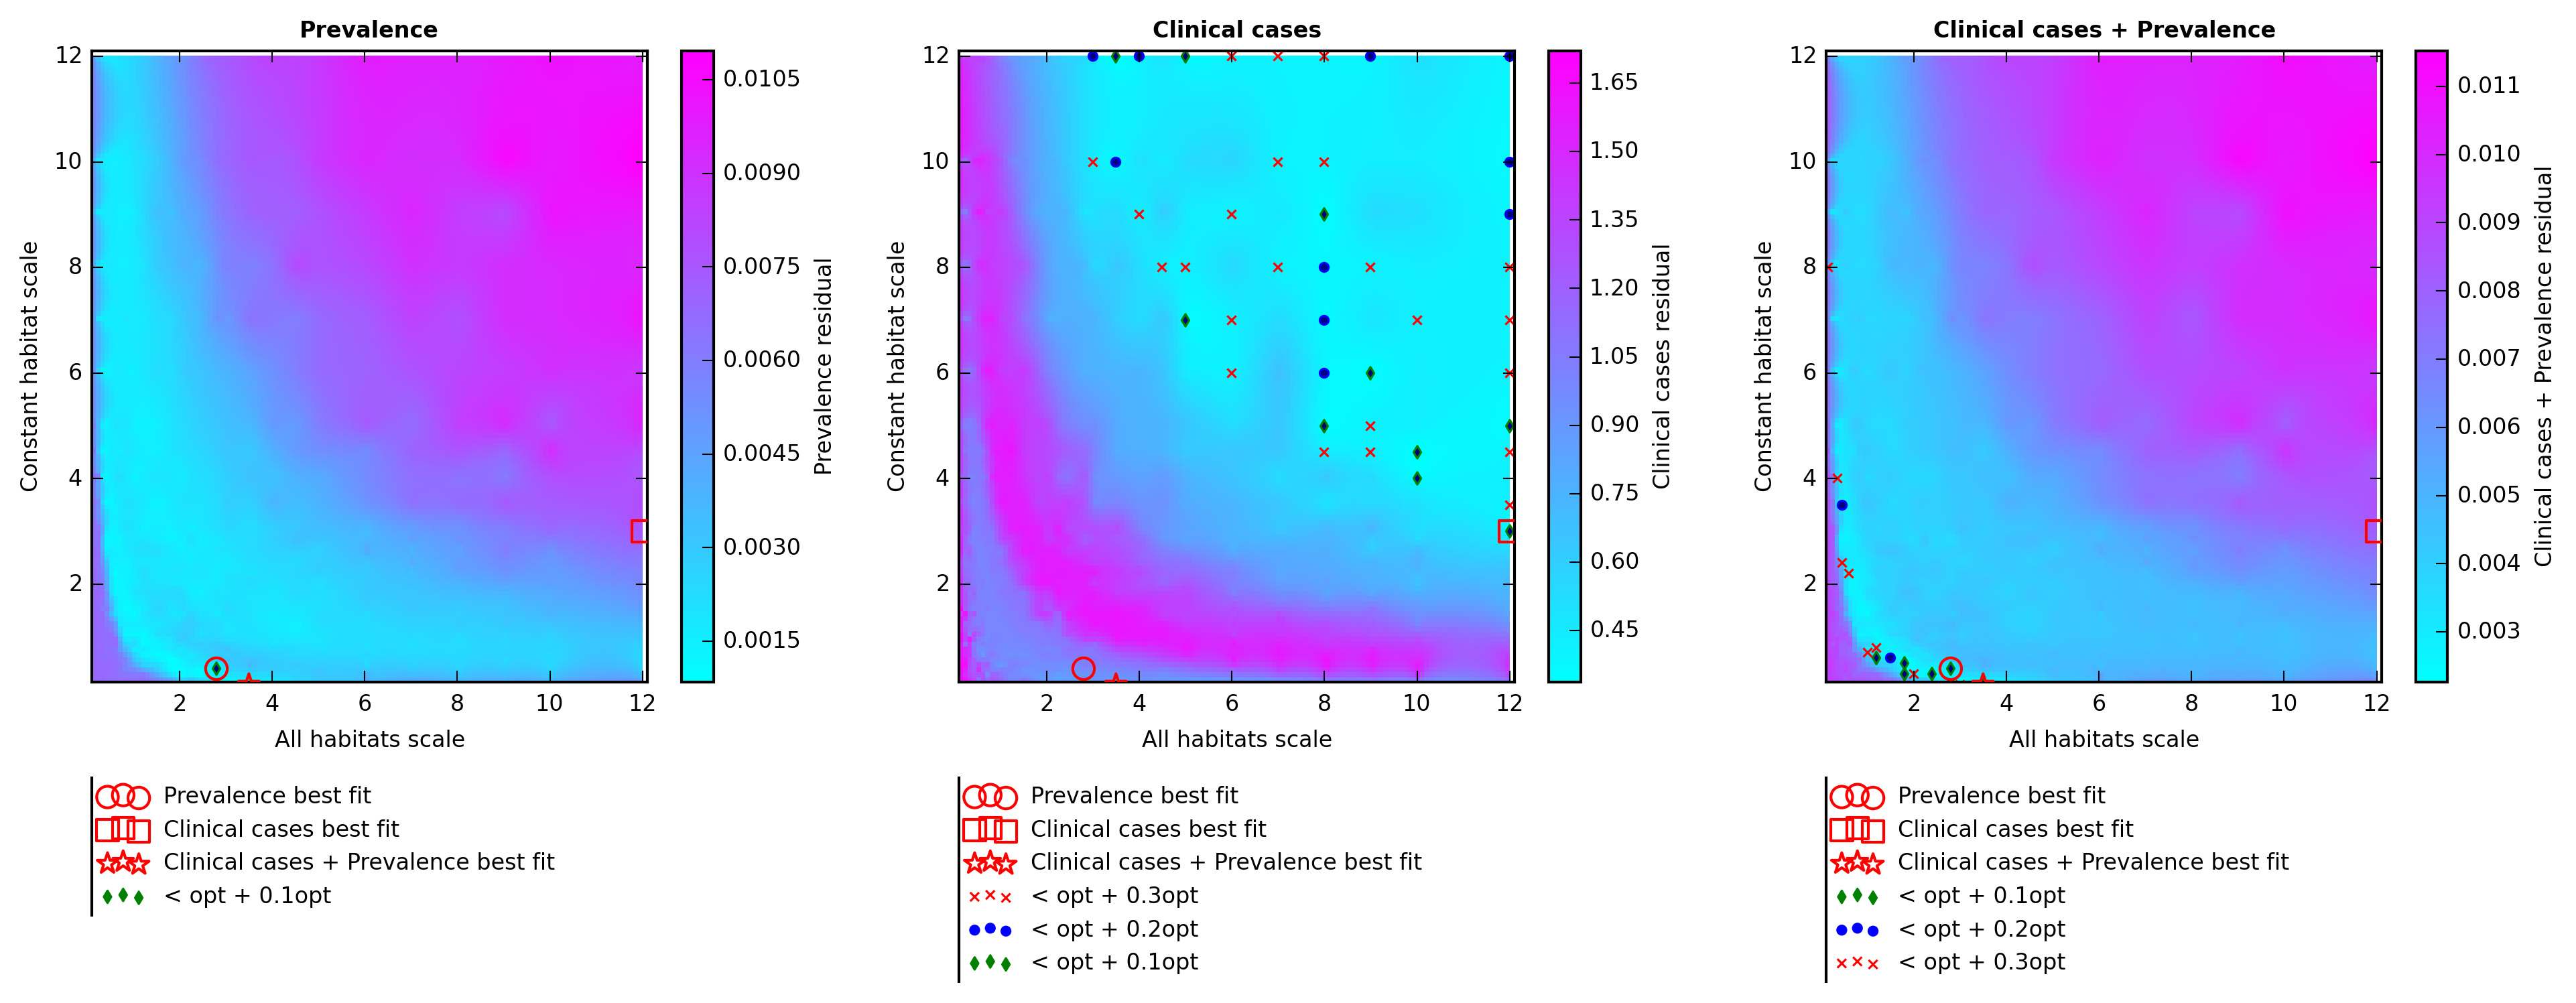 Prevalence
12
10
8
6
4
2
2 4 6 8 10 12
Constant habitat scale
All habitats scale
0.0105
0.0090
0.0075
0.0060
0.0045
0.0030
0.0015
Prevalence residual
Prevalence best fit
Clinical cases best fit
Clinical cases + Prevalence best fit
< opt + 0.1opt
Clinical cases
12
10
8
6
4
2
2 4 6 8 10 12
Constant habitat scale
All habitats scale
1.65
1.50
1.35
1.20
1.05
0.90
0.75
0.60
0.45
Clinical cases residual
Prevalence best fit
Clinical cases best fit
Clinical cases + Prevalence best fit
< opt + 0.3opt
< opt + 0.2opt
< opt + 0.1opt
Clinical cases + Prevalence
12
10
8
6
4
2
2 4 6 8 10 12
Constant habitat scale
All habitats scale
0.011
0.010
0.009
0.008
0.007
0.006
0.005
0.004
0.003
Clinical cases + Prevalence residual
Prevalence best fit
Clinical cases best fit
Clinical cases + Prevalence best fit
< opt + 0.1opt
< opt + 0.2opt
< opt + 0.3opt